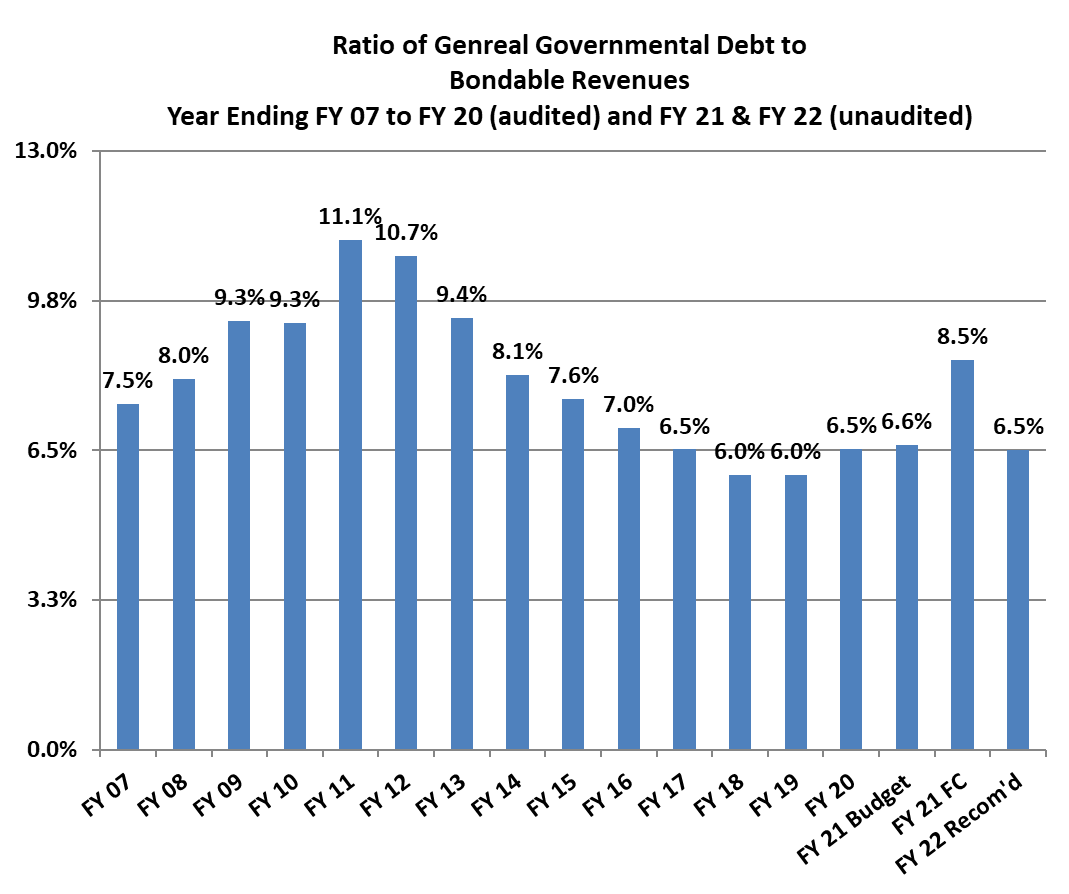 Ratio of Genreal Governmental Debt to
Bondable Revenues
Year Ending FY 07 to FY 20 (audited) and FY 21 & FY 22 (unaudited)
13.0%
9.8%
6.5%
3.3%
0.0%
7.5%
8.0%
9.3%
9.3%
11.1%
10.7%
9.4%
8.1%
7.6%
7.0%
6.5%
6.0%
6.0%
6.5%
6.6%
8.5%
6.5%
FY 07
FY 08
FY 09
FY 10
FY 11
FY 12
FY 13
FY 14
FY 15
FY 16
FY 17
FY 18
FY 19
FY 20
FY 21 Budget
FY 21 FC
FY 22 Recom'd